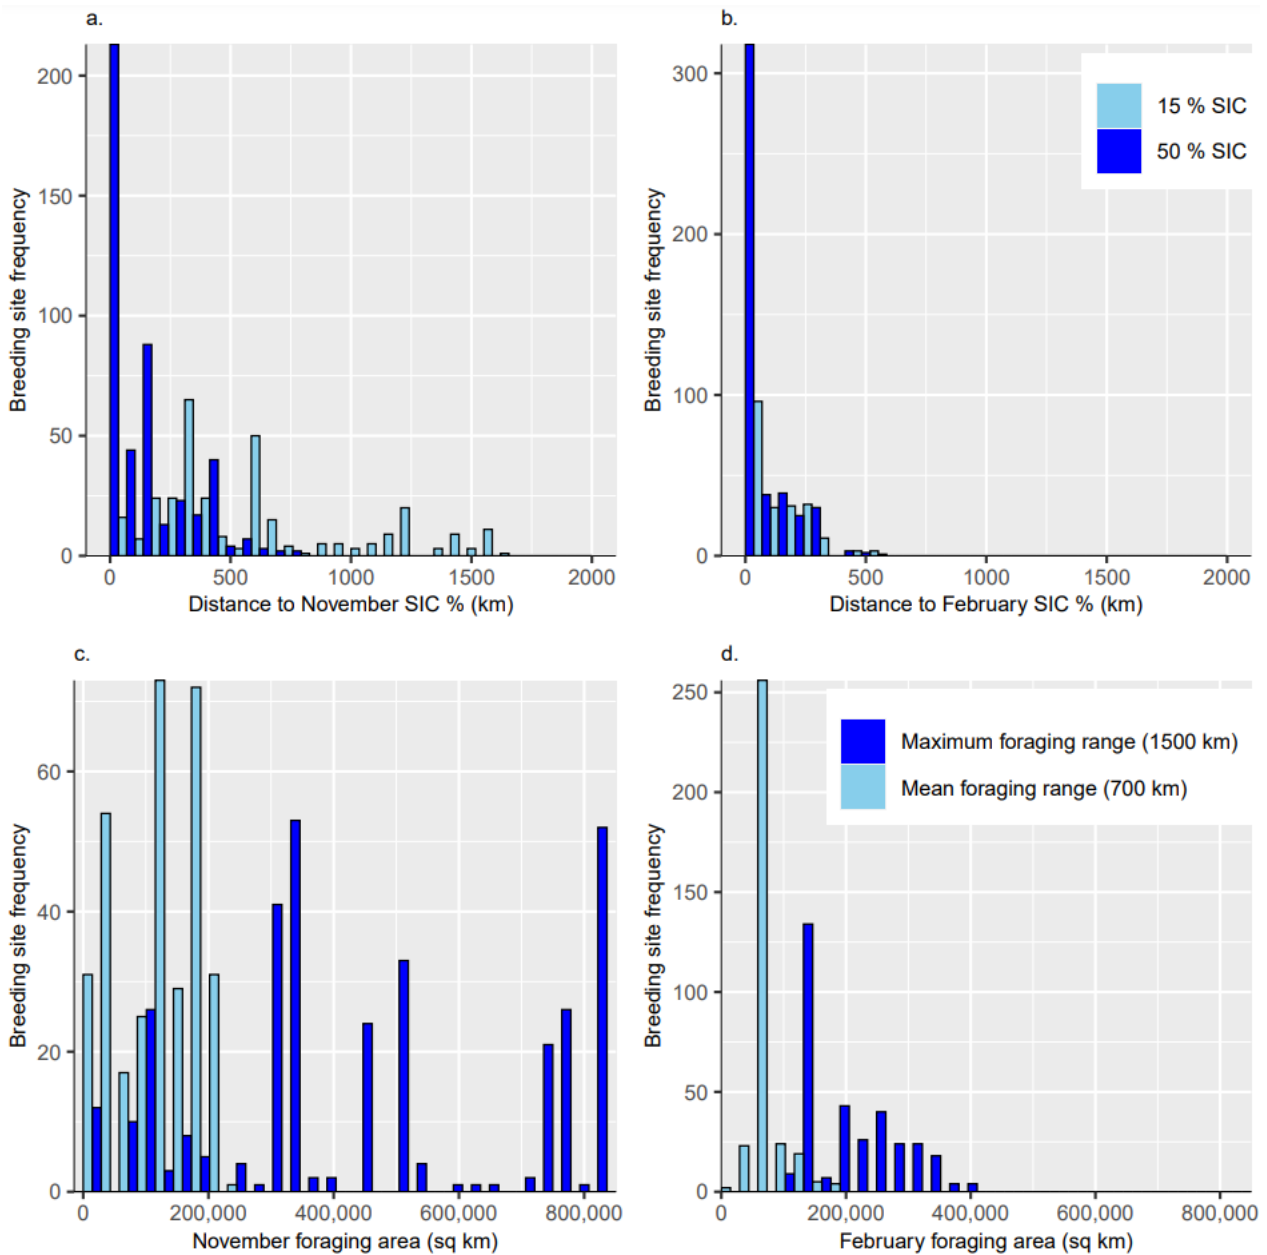 a.
Breeding site frequency
200
150
100
50
0
0 500 1000 1500 2000
Distance to November SIC % (km)
b.
Breeding site frequency
300
200
100
0
0 500 1000 1500 2000
Distance to February SIC % (km)
15 % SIC
50 % SIC
c.
Breeding site frequency
60
40
20
0
0 200,000 400,000 600,000 800,000
November foraging area (sq km)
d.
Breeding site frequency
250
200
150
100
50
0
0 200,000 400,000 600,000 800,000
February foraging area (sq km)
Maximum foraging range (1500 km)
Mean foraging range (700 km)